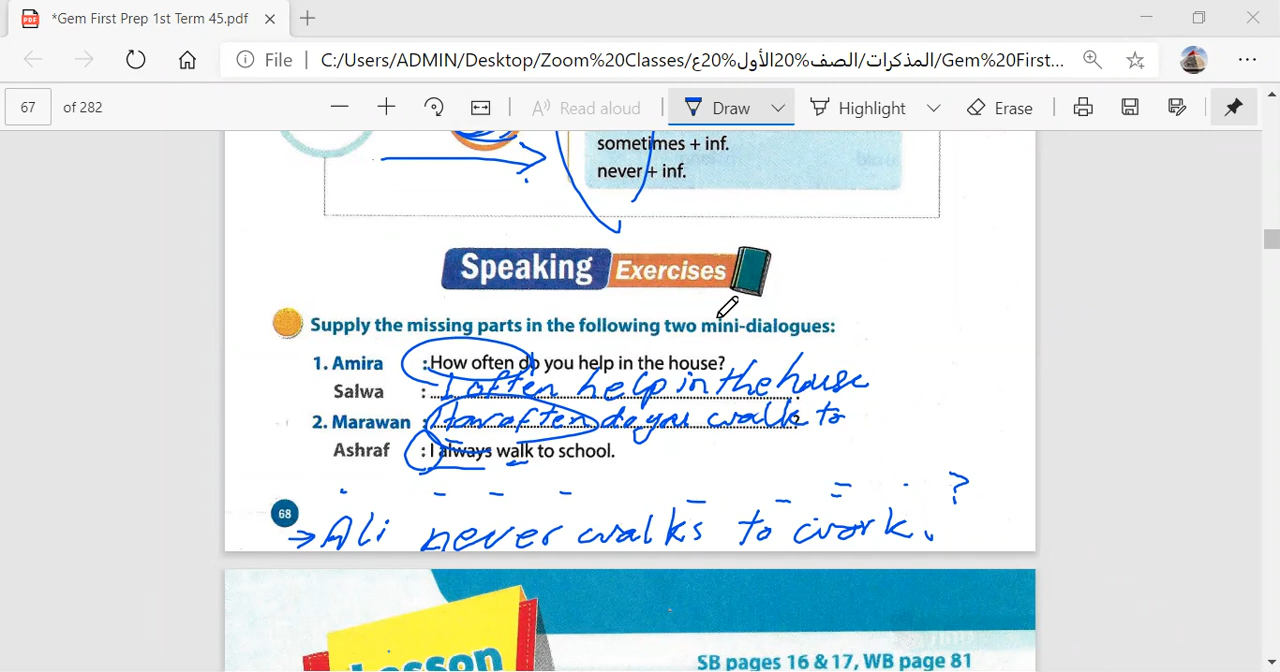 *Gem First Prep 1st Term 45.pdf
File C:/Users/ADMIN/Desktop/Zoom%20Classes/المذكرات/الصف%20الأول%20ع/Gem%20First...
67 of 282 Read aloud Draw Highlight Erase
sometimes + inf.
never + inf.
Speaking Exercises
Supply the missing parts in the following two mini-dialogues:
1. Amira :How often do you help in the house?
Salwa : I often help in the house
2. Marawan : How often do you walk to
Ashraf : I always walk to school.
?
68
Ali never walks to work.
Lesson
SB pages 16 & 17, WB page 81